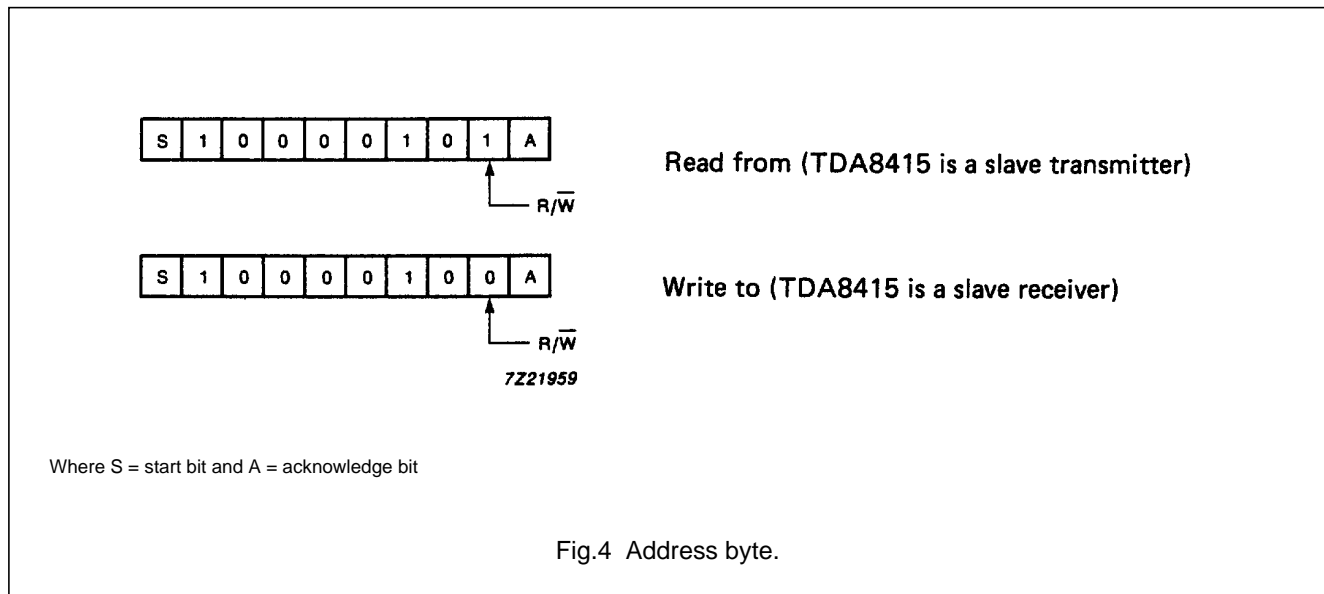 S 1 0 0 0 0 1 0 1 A
Read from (TDA8415 is a slave transmitter)
R/W̅
S 1 0 0 0 0 1 0 0 A
Write to (TDA8415 is a slave receiver)
R/W̅
7Z21959
Where S = start bit and A = acknowledge bit
Fig.4 Address byte.